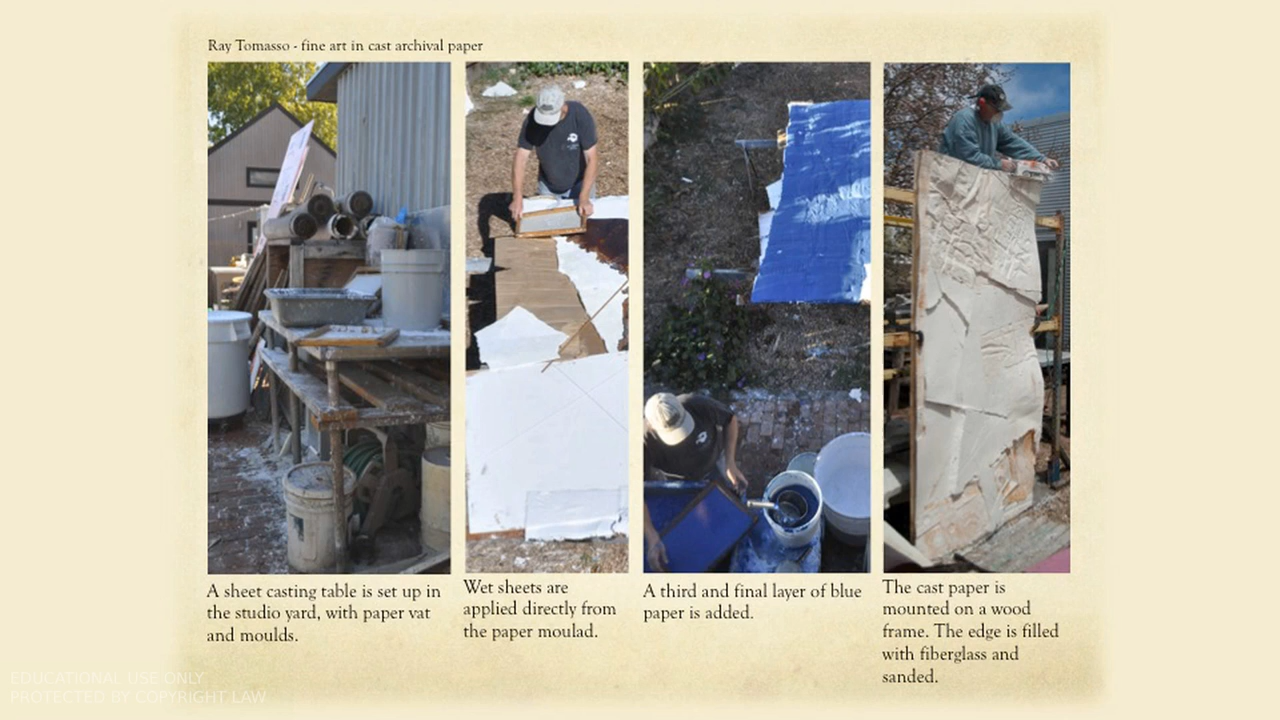 Ray Tomasso - fine art in cast archival paper
A sheet casting table is set up in
the studio yard, with paper vat
and moulds.
Wet sheets are
applied directly from
the paper moulad.
A third and final layer of blue
paper is added.
The cast paper is
mounted on a wood
frame. The edge is filled
with fiberglass and
sanded.
EDUCATIONAL USE ONLY
PROTECTED BY COPYRIGHT LAW